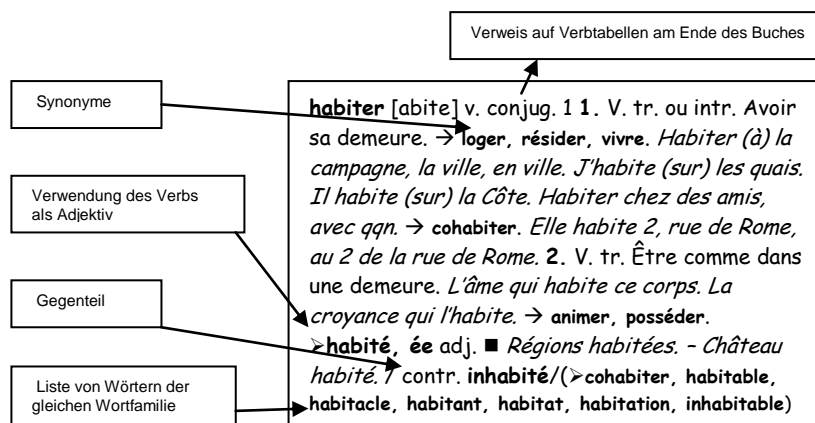 Verweis auf Verbtabellen am Ende des Buches
Synonyme
Verwendung des Verbs
als Adjektiv
Gegenteil
Liste von Wörtern der
gleichen Wortfamilie
habiter [abite] v. conjug. 1 1. V. tr. ou intr. Avoir
sa demeure. → loger, résider, vivre. Habiter (à) la
campagne, la ville, en ville. J'habite (sur) les quais.
Il habite (sur) la Côte. Habiter chez des amis,
avec qqn. → cohabiter. Elle habite 2, rue de Rome,
au 2 de la rue de Rome. 2. V. tr. Être comme dans
une demeure. L'âme qui habite ce corps. La
croyance qui l'habite. → animer, posséder.
➢habité, ée adj. ■ Régions habitées. – Château
habité. / contr. inhabité/(➢cohabiter, habitable,
habitacle, habitant, habitat, habitation, inhabitable)